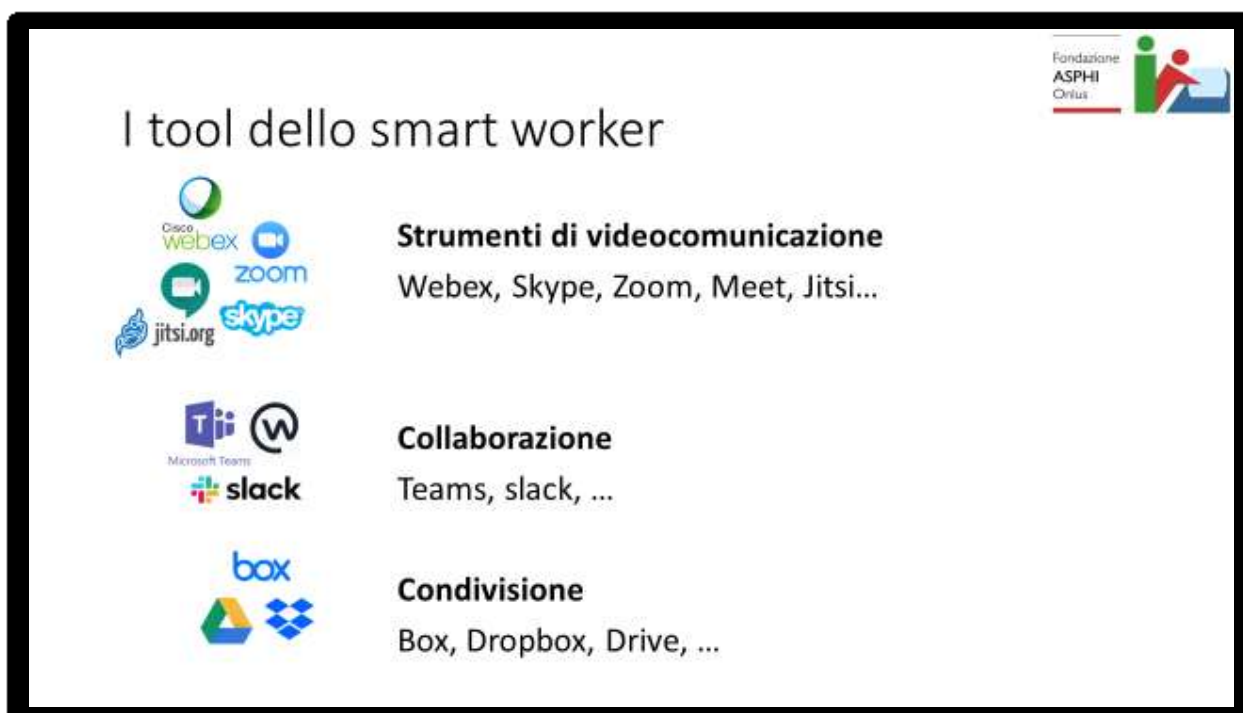 Fondazione
ASPHI
Onlus
I tool dello smart worker
Cisco
webex
zoom
jitsi.org
skype
Strumenti di videocomunicazione
Webex, Skype, Zoom, Meet, Jitsi...
Microsoft Teams
slack
Collaborazione
Teams, slack, ...
box
Condivisione
Box, Dropbox, Drive, ...